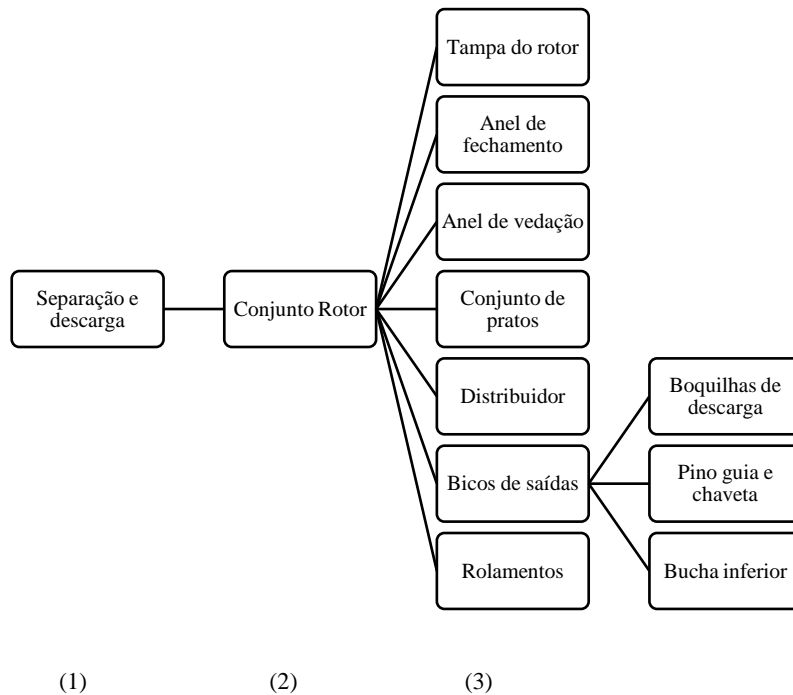 Tampa do rotor
Anel de
fechamento
Anel de vedação
Separação e
descarga
Conjunto Rotor
Conjunto de
pratos
Distribuidor
Boquilhas de
descarga
Bicos de saídas
Pino guia e
chaveta
Rolamentos
Bucha inferior
(1)
(2)
(3)